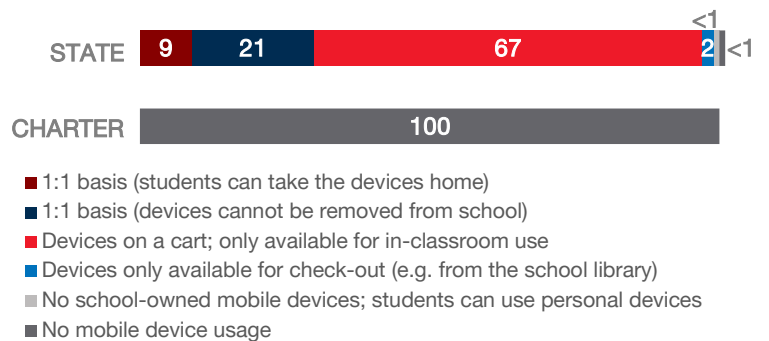 <1
STATE 9 21 67 2 <1
CHARTER 100
1:1 basis (students can take the devices home)
1:1 basis (devices cannot be removed from school)
Devices on a cart; only available for in-classroom use
Devices only available for check-out (e.g. from the school library)
No school-owned mobile devices; students can use personal devices
No mobile device usage